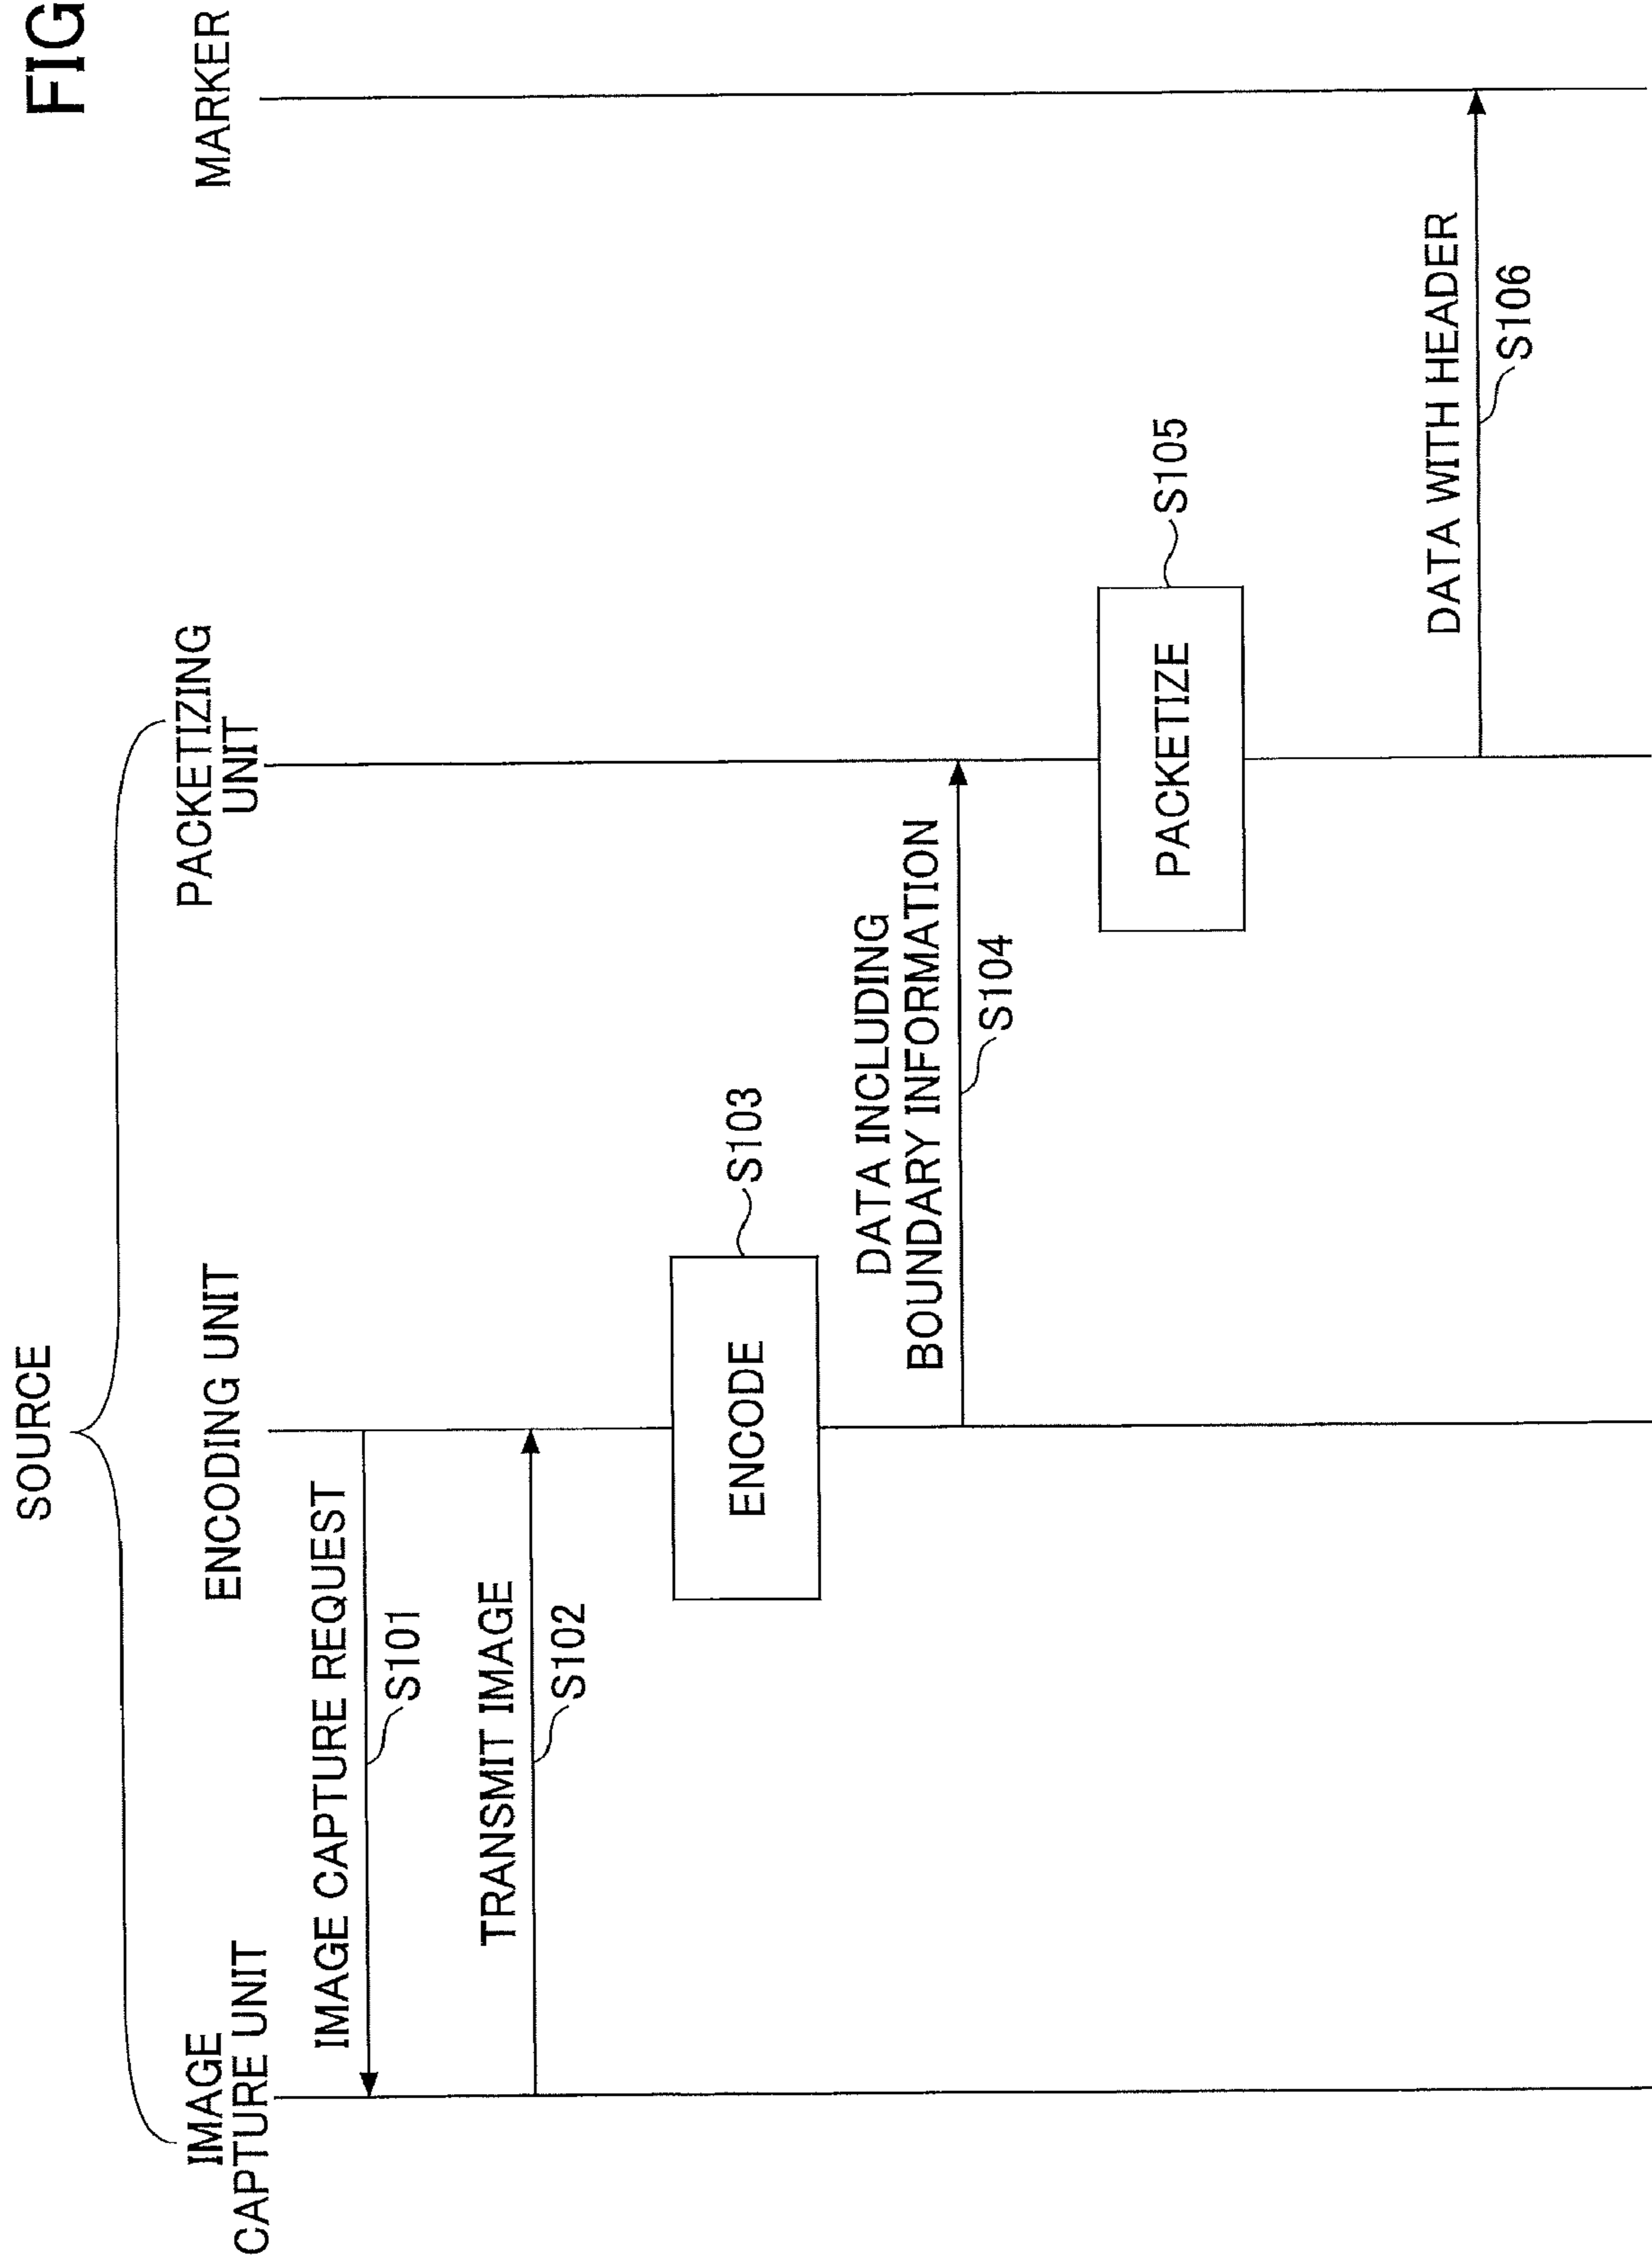 FIG
SOURCE
IMAGE
CAPTURE UNIT
ENCODING UNIT
PACKETIZING
UNIT
MARKER
IMAGE CAPTURE REQUEST
S101
TRANSMIT IMAGE
S102
ENCODE
S103
DATA INCLUDING
BOUNDARY INFORMATION
S104
PACKETIZE
S105
DATA WITH HEADER
S106